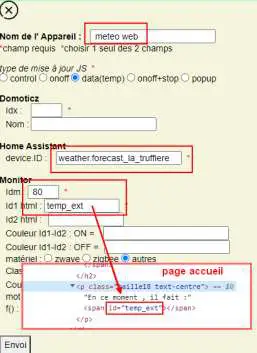 Nom de l' Appareil : meteo web *
*champ requis *choisir 1 seul des 2 champs
type de mise à jour JS *
control onoff data(temp) onoff+stop popup
Domoticz
Idx : *
Nom :
Home Assistant
device.ID : weather.forecast_la_truffiere *
Monitor
Idm : 80 *
Id1 html : temp_ext *
Id2 html :
Couleur Id1-Id2 : ON =
Couleur Id1-Id2 : OFF =
matériel : zwave zigbee autres
Clas
</span>
page accueil
</h2>
Cou
<p class="taille18 text-centre"> == $0
mot
"En ce moment , il fait :"
f() :
<span id="temp_ext"></span>
</p>
Envoi